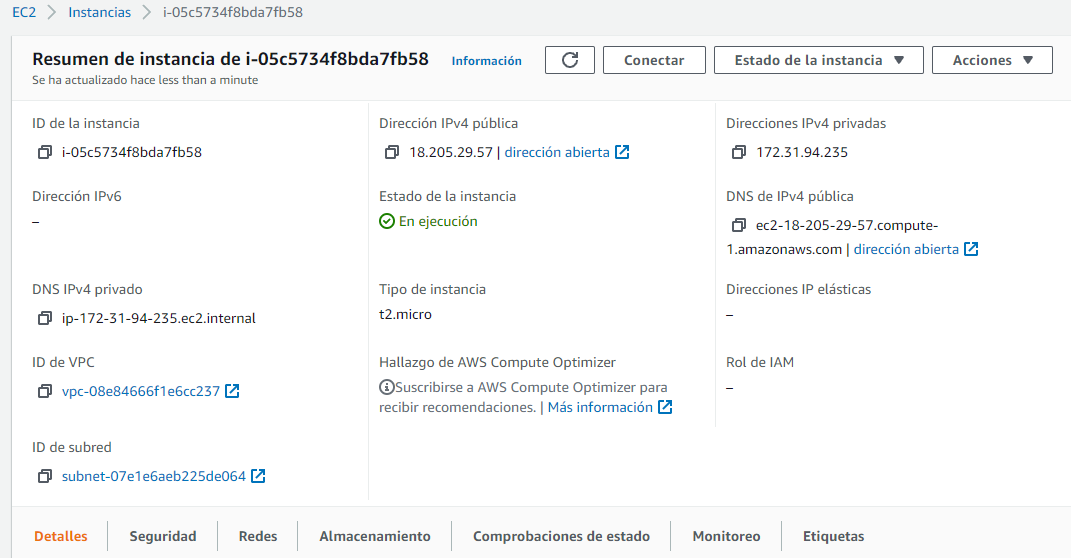 EC2 > Instancias > i-05c5734f8bda7fb58
Resumen de instancia de i-05c5734f8bda7fb58 Información
Se ha actualizado hace less than a minute
Conectar Estado de la instancia Acciones
ID de la instancia
i-05c5734f8bda7fb58
Dirección IPv4 pública
18.205.29.57 | dirección abierta
Direcciones IPv4 privadas
172.31.94.235
Dirección IPv6
–
Estado de la instancia
En ejecución
DNS de IPv4 pública
ec2-18-205-29-57.compute-
1.amazonaws.com | dirección abierta
DNS IPv4 privado
ip-172-31-94-235.ec2.internal
Tipo de instancia
t2.micro
Direcciones IP elásticas
–
ID de VPC
vpc-08e84666f1e6cc237
Hallazgo de AWS Compute Optimizer
Suscribirse a AWS Compute Optimizer para
recibir recomendaciones. | Más información
Rol de IAM
–
ID de subred
subnet-07e1e6aeb225de064
Detalles Seguridad Redes Almacenamiento Comprobaciones de estado Monitoreo Etiquetas